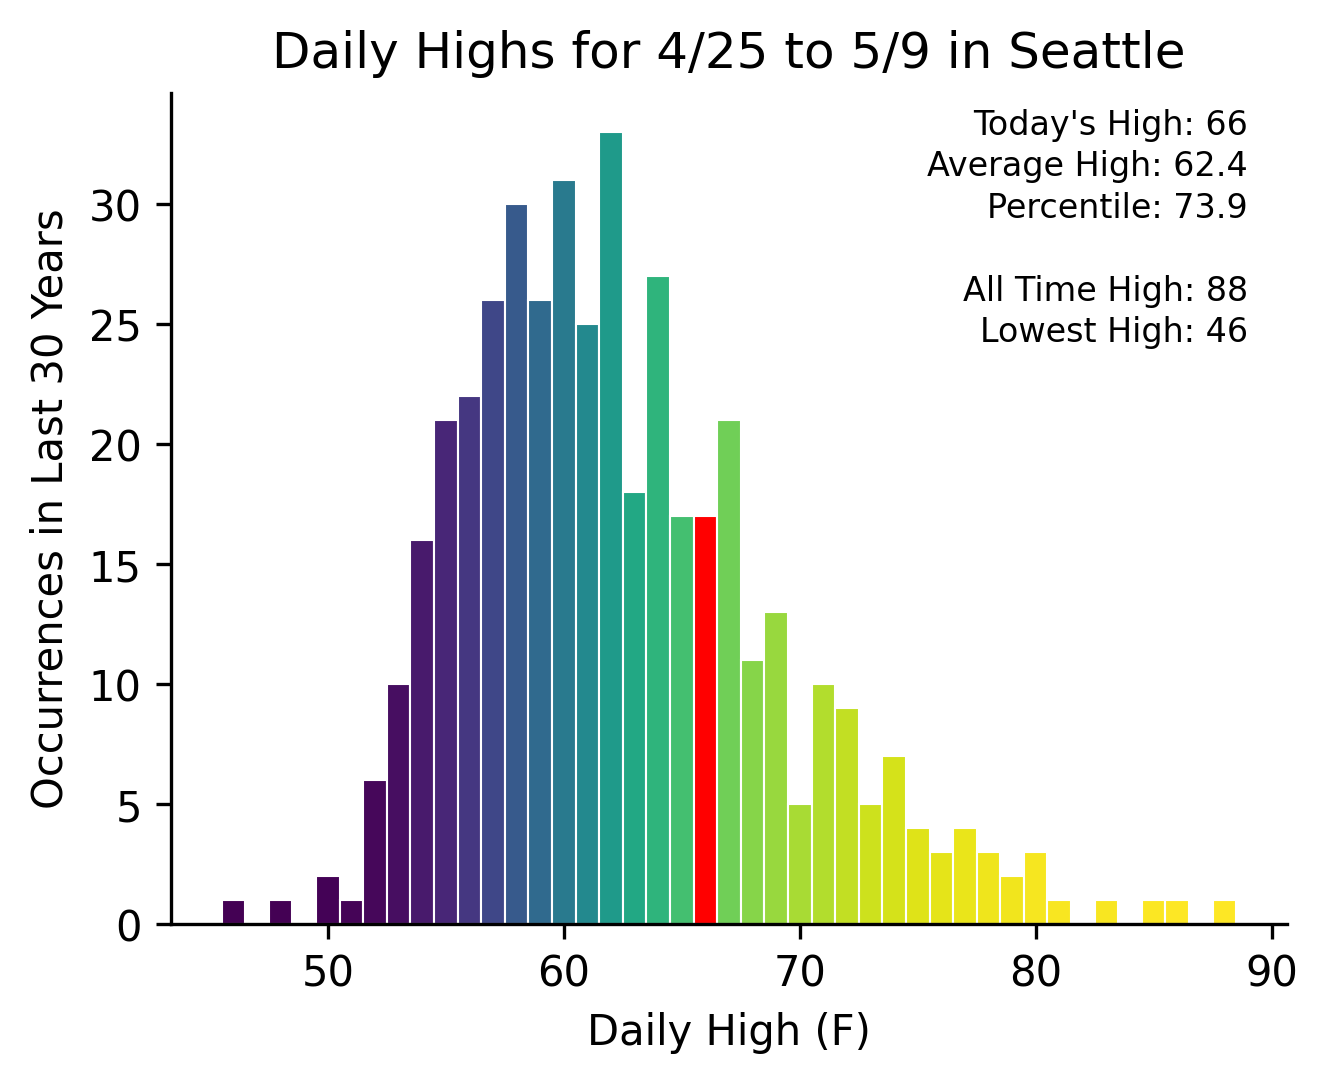 Daily Highs for 4/25 to 5/9 in Seattle
Today's High: 66
Average High: 62.4
Percentile: 73.9
All Time High: 88
Lowest High: 46
Occurrences in Last 30 Years
30
25
20
15
10
5
0
50 60 70 80 90
Daily High (F)